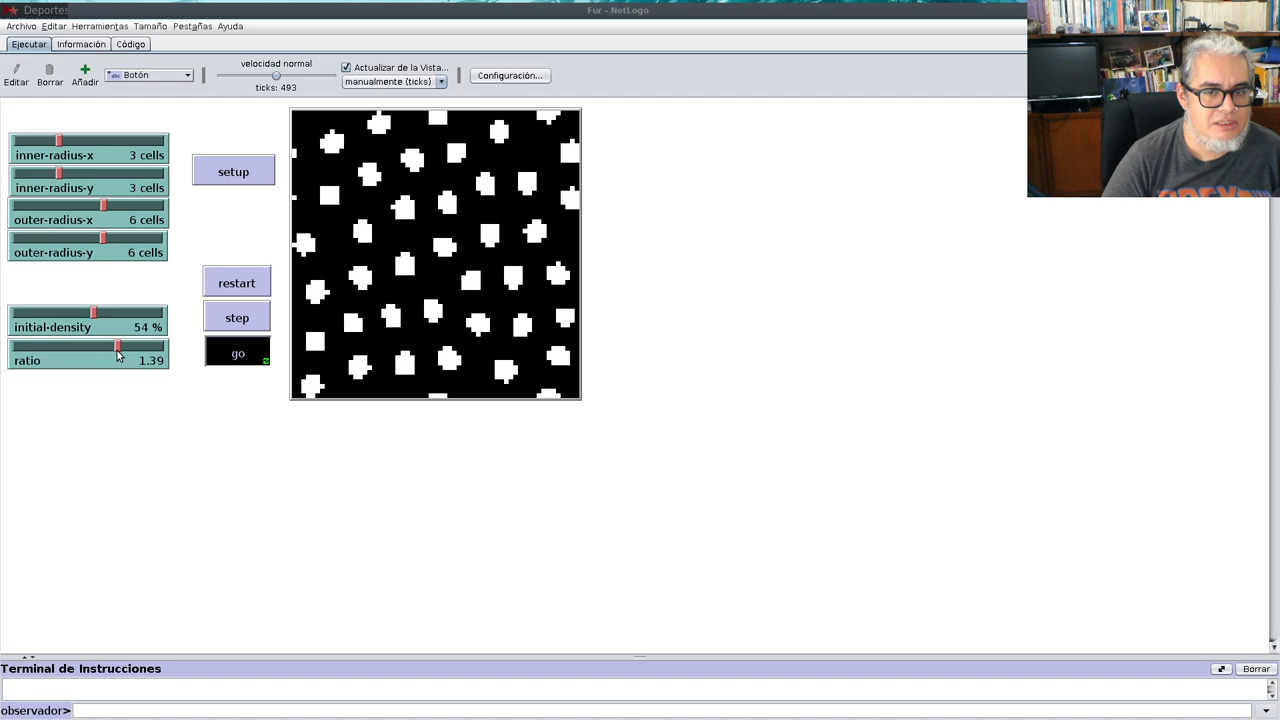 Deportes
Fur - NetLogo
Archivo Editar Herramientas Tamaño Pestañas Ayuda
Ejecutar Información Código
Editar Borrar Añadir
abc Botón
velocidad normal
ticks: 493
Actualizar de la Vista...
manualmente (ticks)
Configuración...
inner-radius-x 3 cells
inner-radius-y 3 cells
outer-radius-x 6 cells
outer-radius-y 6 cells
initial-density 54 %
ratio 1.39
setup
restart
step
go
Terminal de Instrucciones
Borrar
observador>